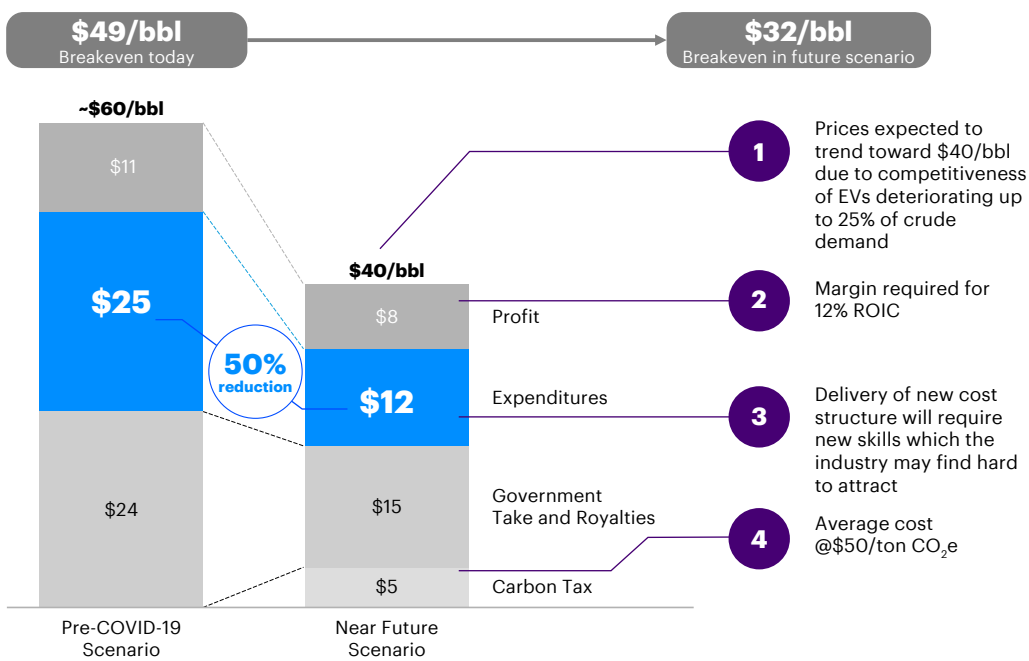 $49/bbl
Breakeven today
$32/bbl
Breakeven in future scenario
~$60/bbl
$11
$25
$24
50%
reduction
$40/bbl
$8
$12
$15
$5
Profit
Expenditures
Government
Take and Royalties
Carbon Tax
1
Prices expected to
trend toward $40/bbl
due to competitiveness
of EVs deteriorating up
to 25% of crude
demand
2
Margin required for
12% ROIC
3
Delivery of new cost
structure will require
new skills which the
industry may find hard
to attract
4
Average cost
@$50/ton CO₂e
Pre-COVID-19
Scenario
Near Future
Scenario